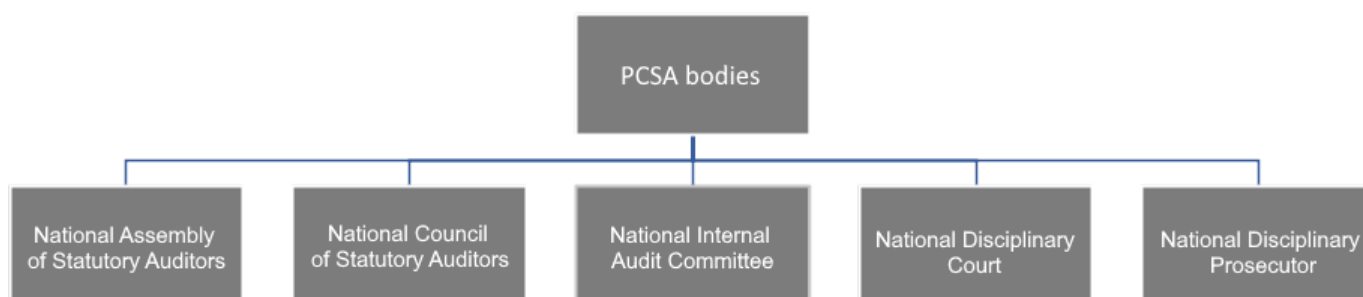 PCSA bodies
National Assembly
of Statutory Auditors
National Council
of Statutory Auditors
National Internal
Audit Committee
National Disciplinary
Court
National Disciplinary
Prosecutor